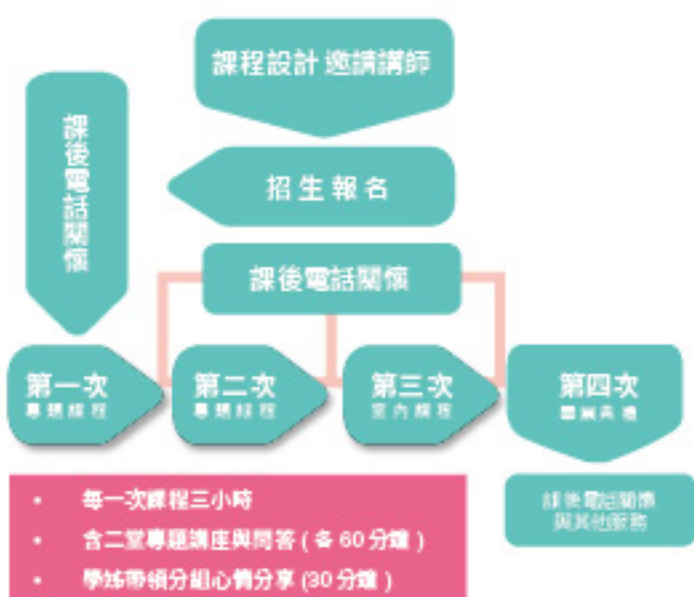 課程設計 邀請講師
招生報名
課後電話關懷
課後電話關懷
第一次
專題課程
第二次
專題課程
第三次
室內課程
第四次
畢業典禮
課後電話關懷
與其他服務
• 每一次課程三小時
• 含二堂專題講座與問答 ( 各 60 分鐘 )
• 學姊帶領分組心情分享 (30 分鐘 )